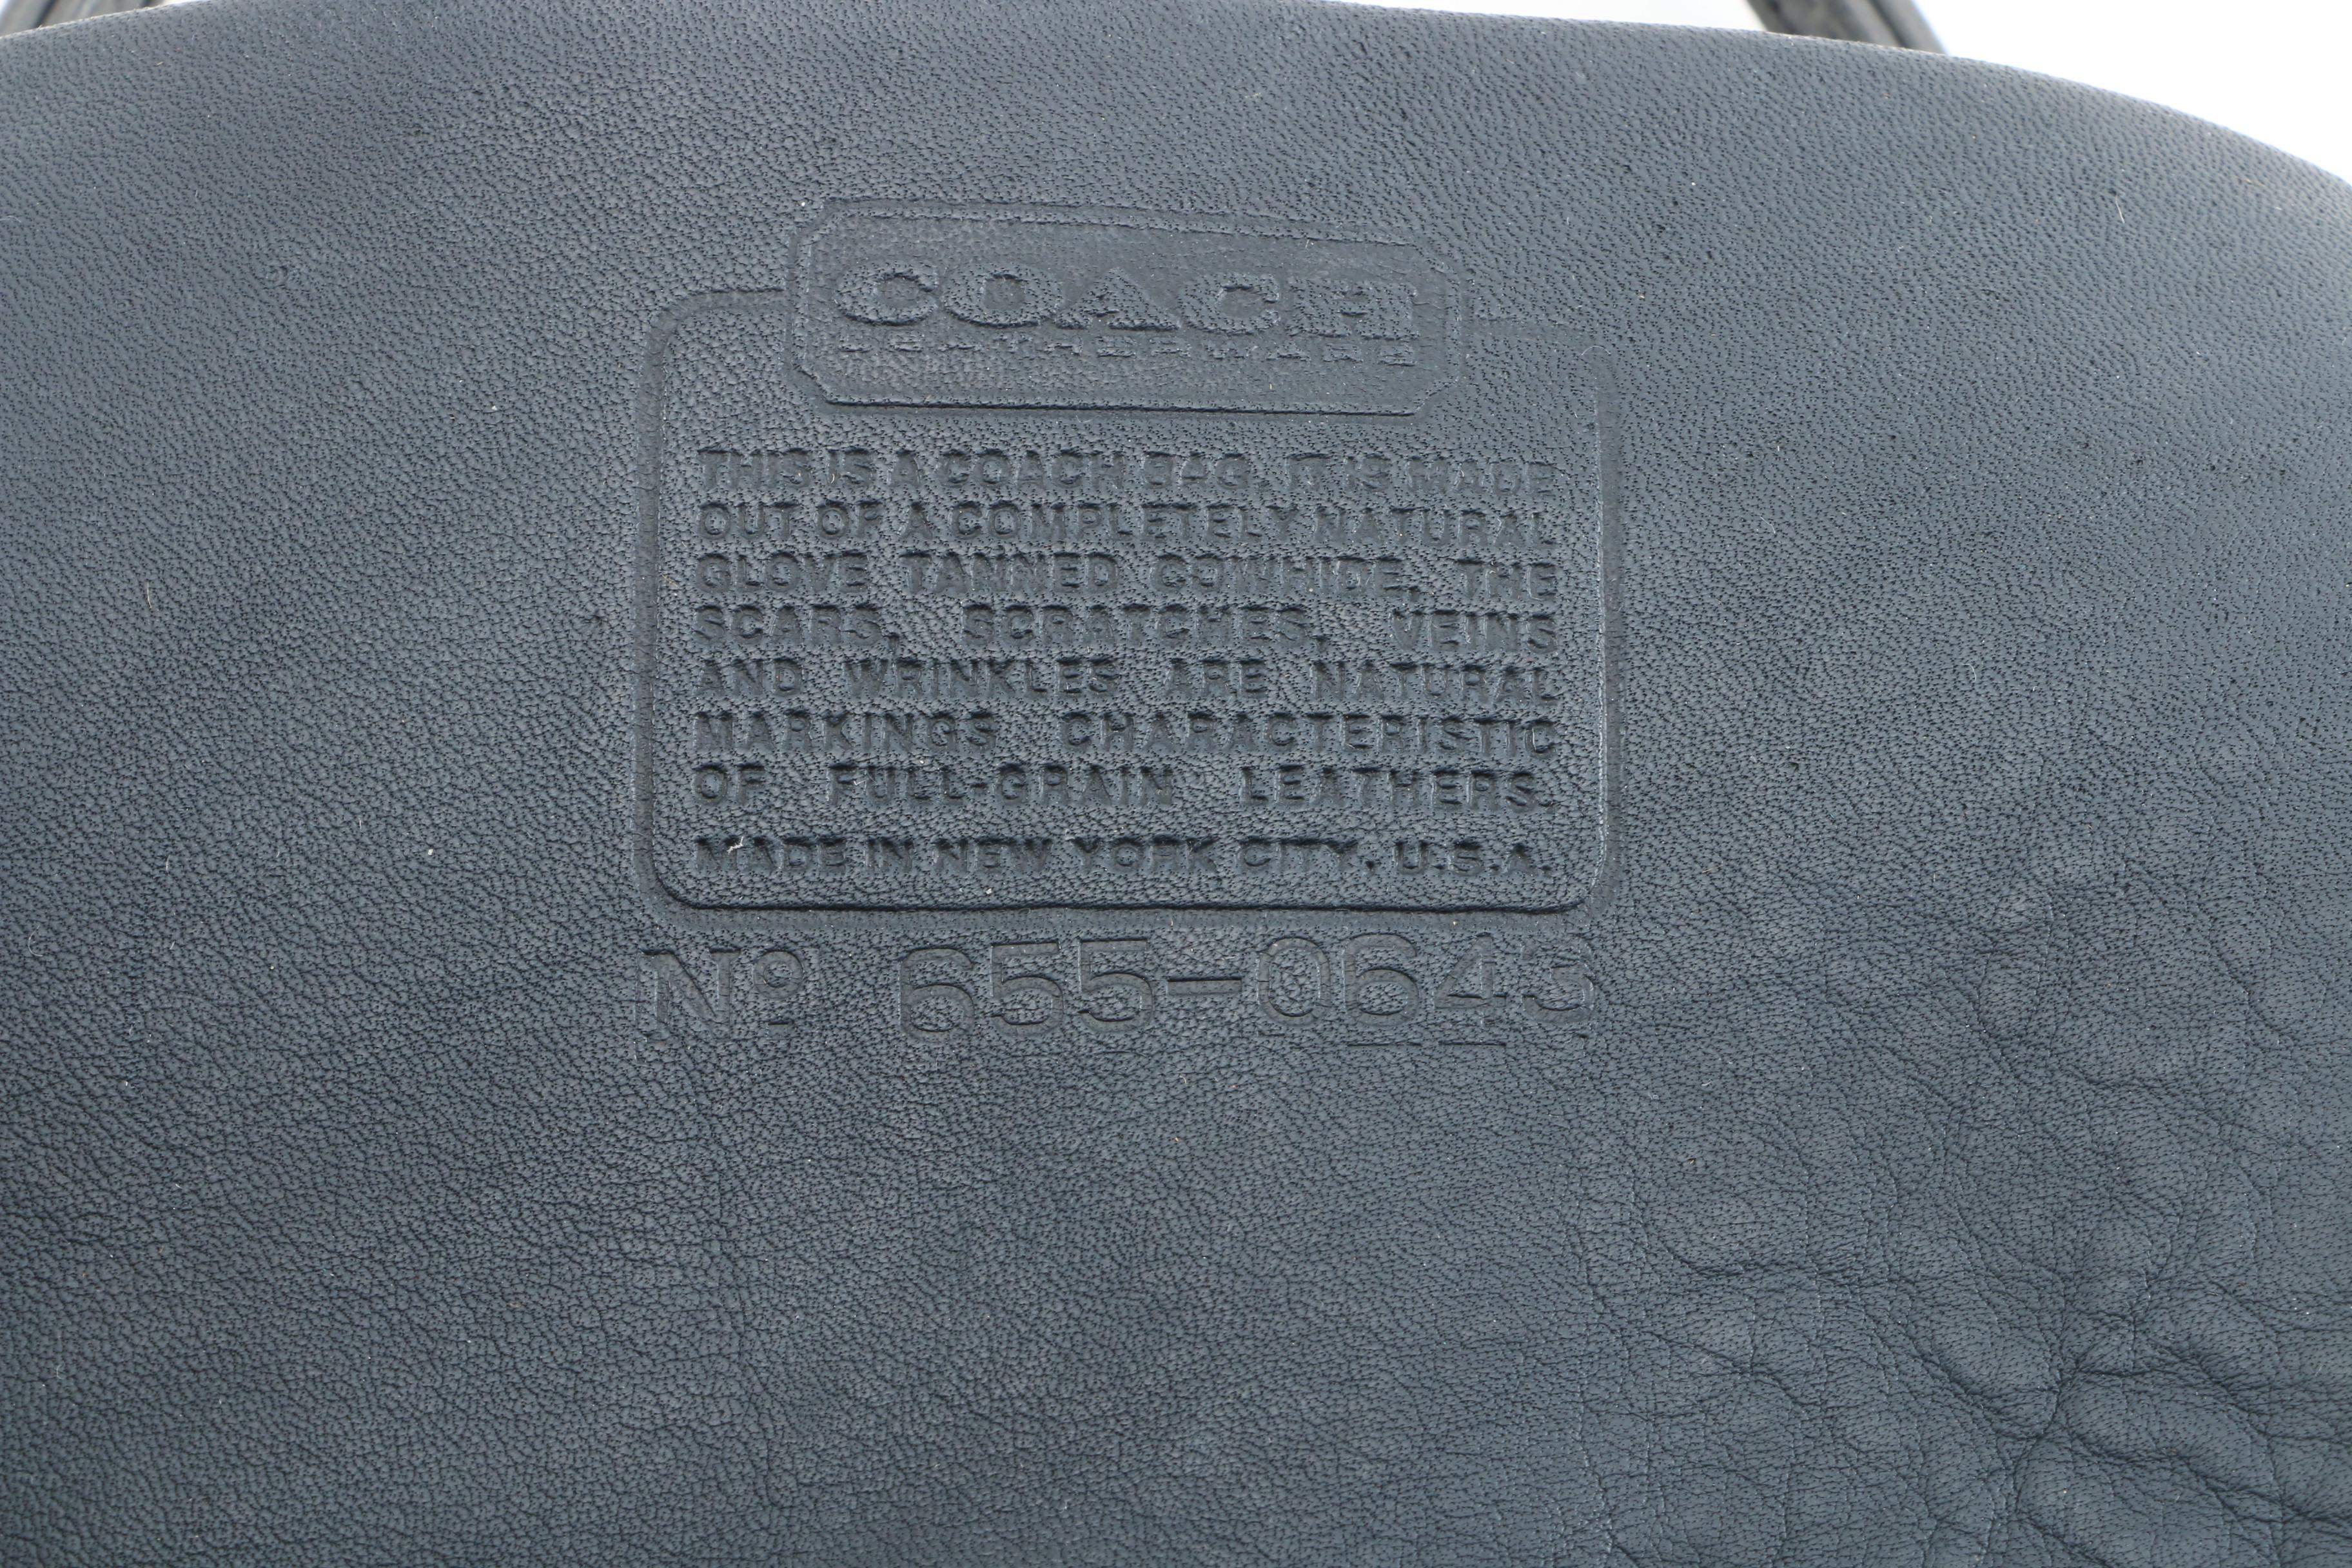 COACH
LEATHERWARE
THIS IS A COACH BAG. IT IS MADE
OUT OF A COMPLETELY NATURAL
GLOVE TANNED COWHIDE, THE
SCARS, SCRATCHES, VEINS
AND WRINKLES ARE NATURAL
MARKINGS CHARACTERISTIC
OF FULL-GRAIN LEATHERS.
MADE IN NEW YORK CITY, U.S.A.
Nº 655-0643